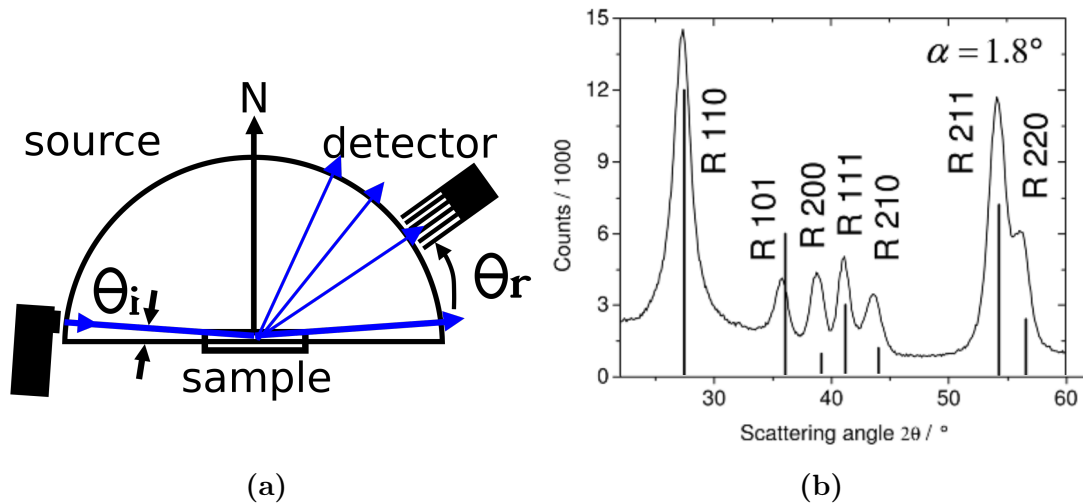 N
source
detector
θi
θr
sample
(a)
15
12
9
6
3
0
Counts / 1000
α = 1.8°
R 110
R 101
R 200
R 111
R 210
R 211
R 220
30
40
50
60
Scattering angle 2θ / °
(b)